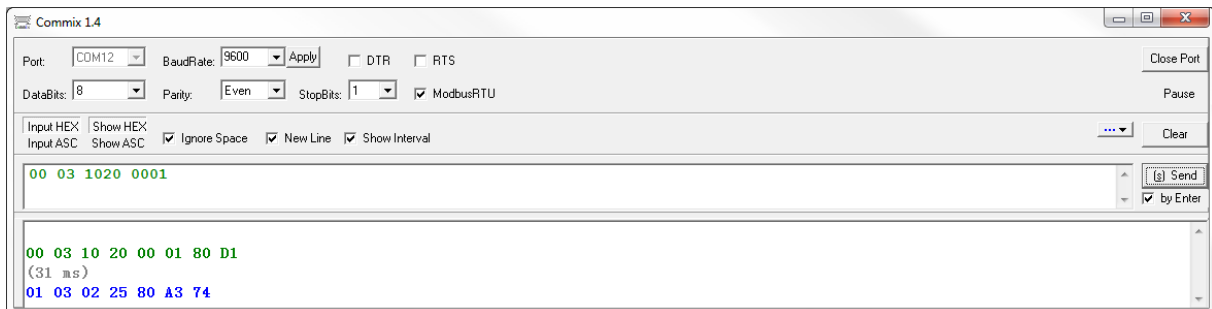 Commix 1.4
Port: COM12 BaudRate: 9600 Apply DTR RTS Close Port
DataBits: 8 Parity: Even StopBits: 1 ModbusRTU Pause
Input HEX Show HEX
Input ASC Show ASC
Ignore Space New Line Show Interval ... Clear
00 03 1020 0001
(s) Send
by Enter
00 03 10 20 00 01 80 D1
(31 ms)
01 03 02 25 80 A3 74